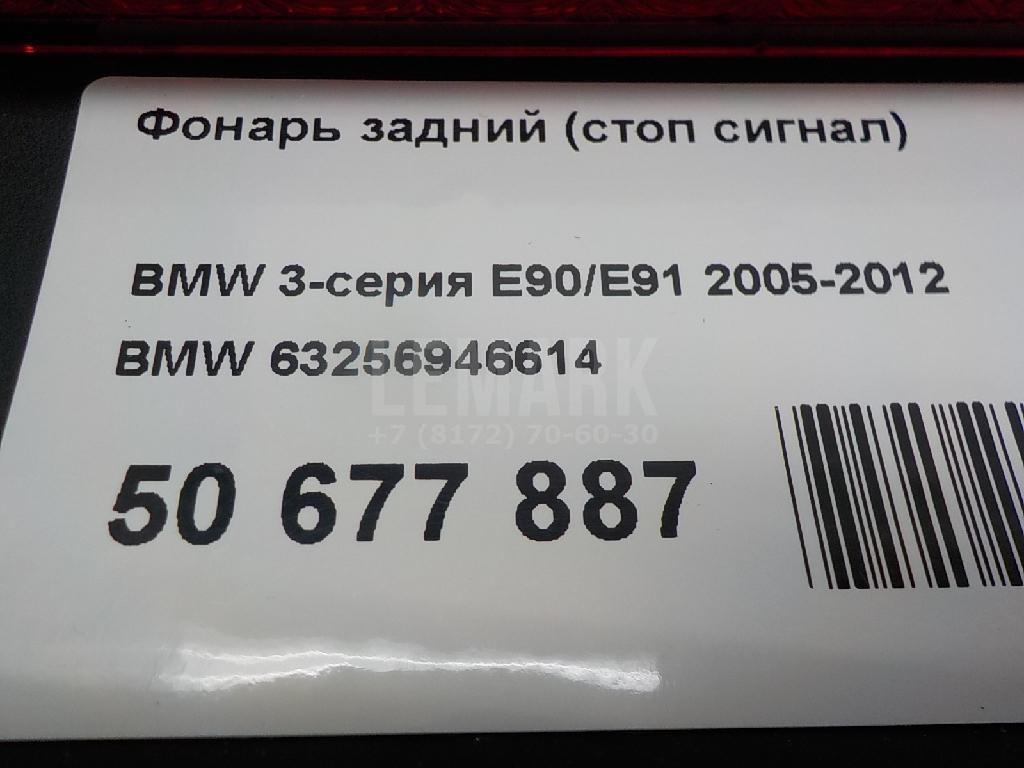 Фонарь задний (стоп сигнал)
BMW 3-серия E90/E91 2005-2012
BMW 63256946614
LEMARK
+7 (8172) 70-60-30
50 677 887